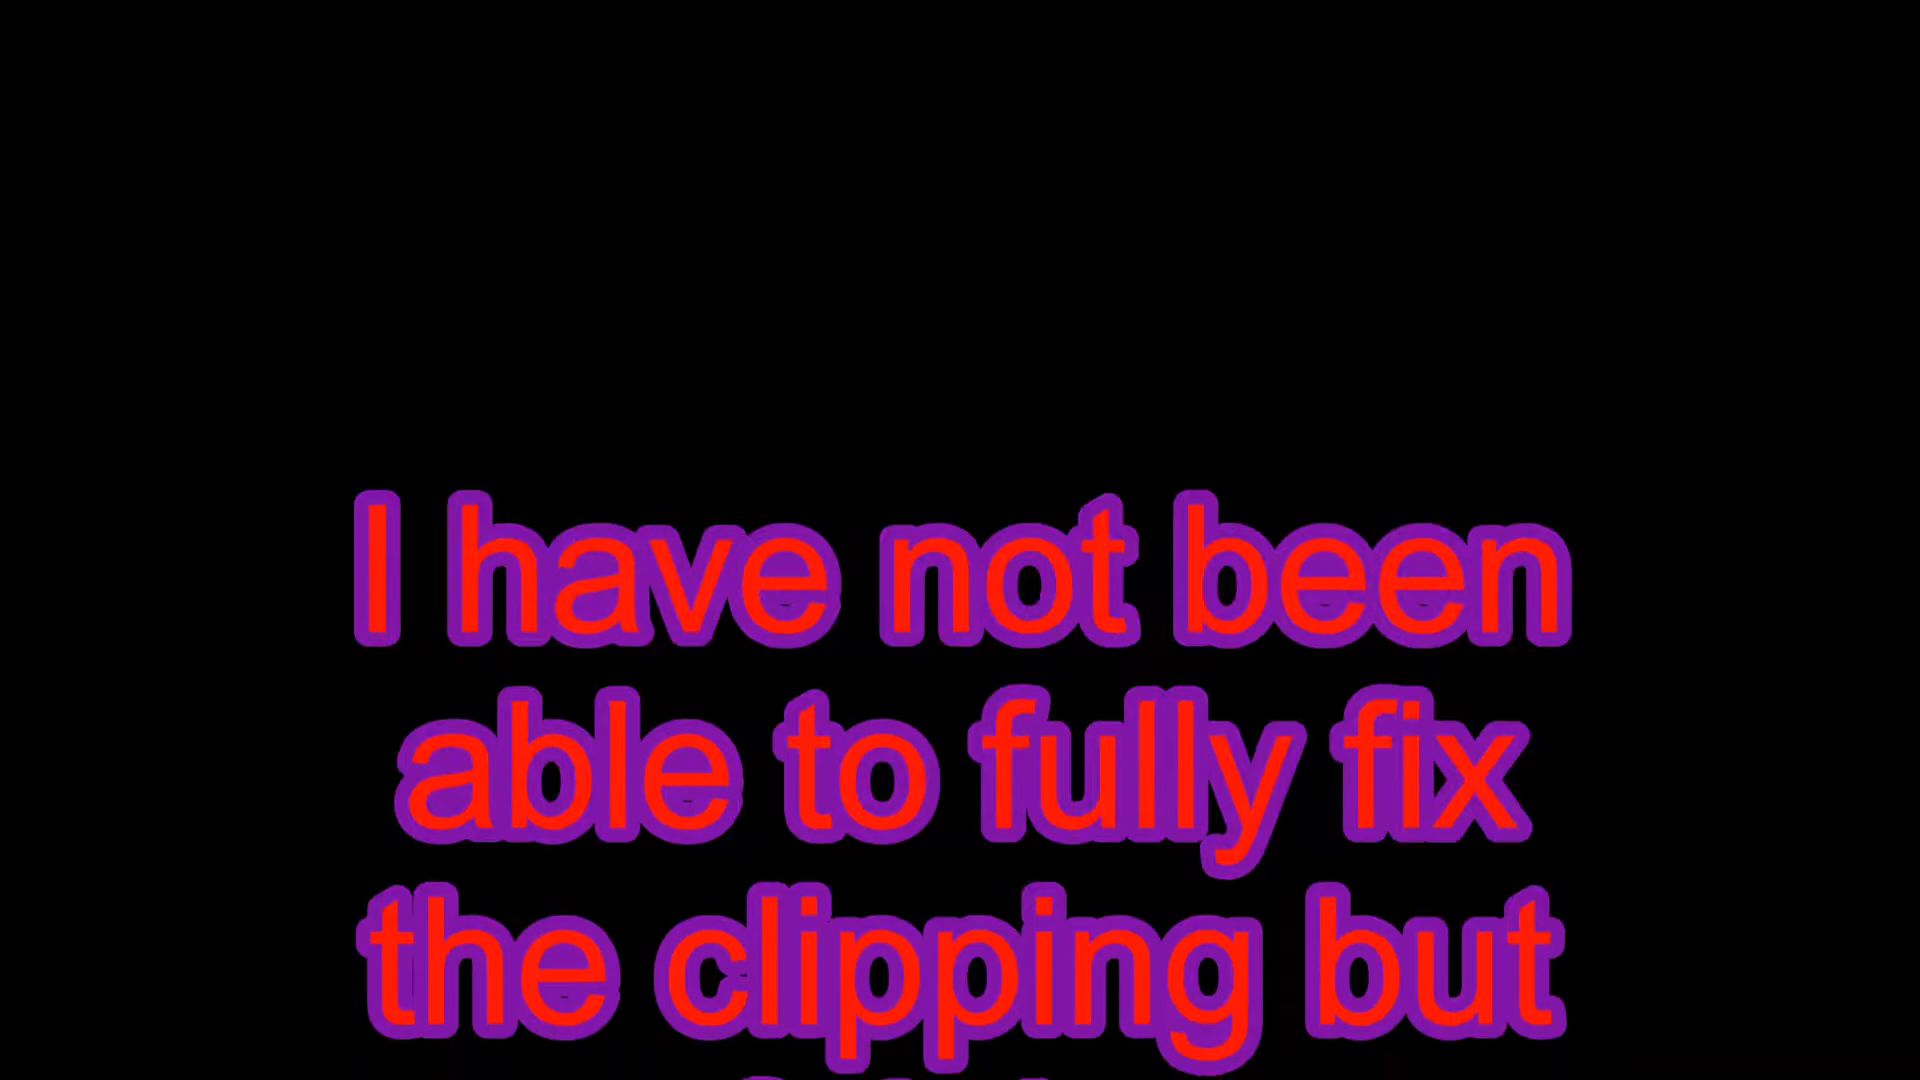 I have not been
able to fully fix
the clipping but